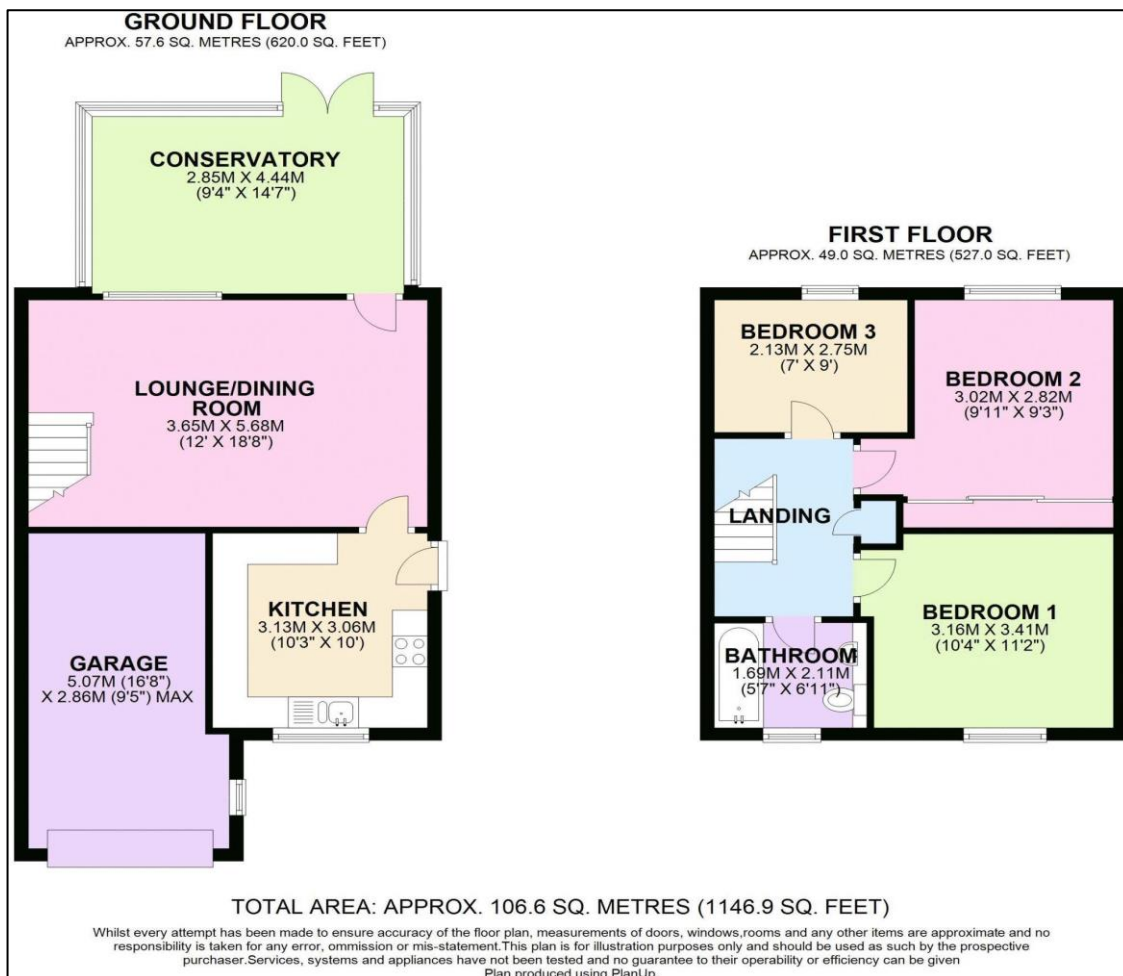 GROUND FLOOR
APPROX. 57.6 SQ. METRES (620.0 SQ. FEET)
CONSERVATORY
2.85M X 4.44M
(9'4" X 14'7")
LOUNGE/DINING
ROOM
3.65M X 5.68M
(12' X 18'8")
KITCHEN
3.13M X 3.06M
(10'3" X 10')
GARAGE
5.07M (16'8")
X 2.86M (9'5") MAX
FIRST FLOOR
APPROX. 49.0 SQ. METRES (527.0 SQ. FEET)
BEDROOM 3
2.13M X 2.75M
(7' X 9')
BEDROOM 2
3.02M X 2.82M
(9'11" X 9'3")
LANDING
BEDROOM 1
3.16M X 3.41M
(10'4" X 11'2")
BATHROOM
1.69M X 2.11M
(5'7" X 6'11")
TOTAL AREA: APPROX. 106.6 SQ. METRES (1146.9 SQ. FEET)
Whilst every attempt has been made to ensure accuracy of the floor plan, measurements of doors, windows,rooms and any other items are approximate and no
responsibility is taken for any error, ommission or mis-statement.This plan is for illustration purposes only and should be used as such by the prospective
purchaser.Services, systems and appliances have not been tested and no guarantee to their operability or efficiency can be given
Plan produced using PlanUp.